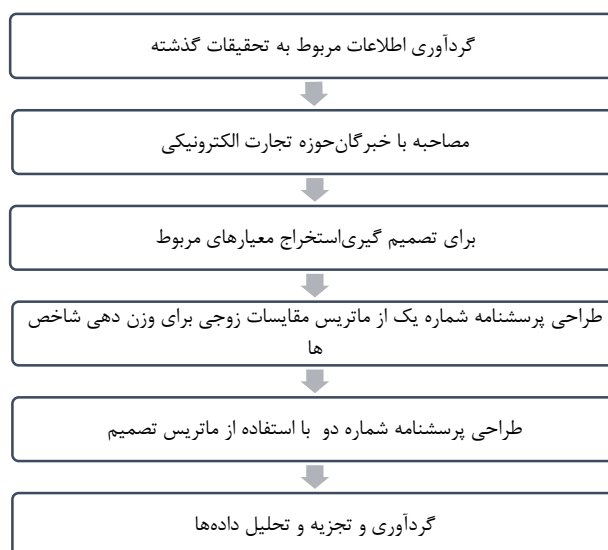 گردآوری اطلاعات مربوط به تحقیقات گذشته
مصاحبه با خبرگان‌حوزه تجارت الکترونیکی
برای تصمیم گیری‌استخراج معیارهای مربوط
طراحی پرسشنامه شماره یک از ماتریس مقایسات زوجی برای وزن دهی شاخص
ها
طراحی پرسشنامه شماره دو با استفاده از ماتریس تصمیم
گردآوری و تجزیه و تحلیل داده‌ها